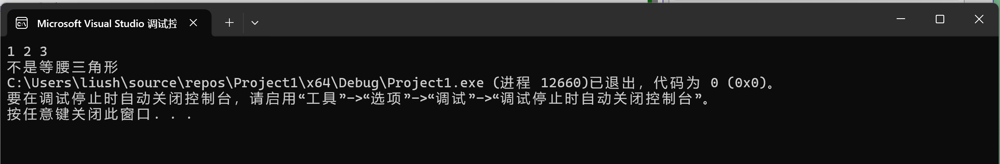 Microsoft Visual Studio 调试控
1 2 3
不是等腰三角形
C:\Users\liush\source\repos\Project1\x64\Debug\Project1.exe (进程 12660)已退出，代码为 0 (0x0)。
要在调试停止时自动关闭控制台，请启用“工具”->“选项”->“调试”->“调试停止时自动关闭控制台”。
按任意键关闭此窗口. . .